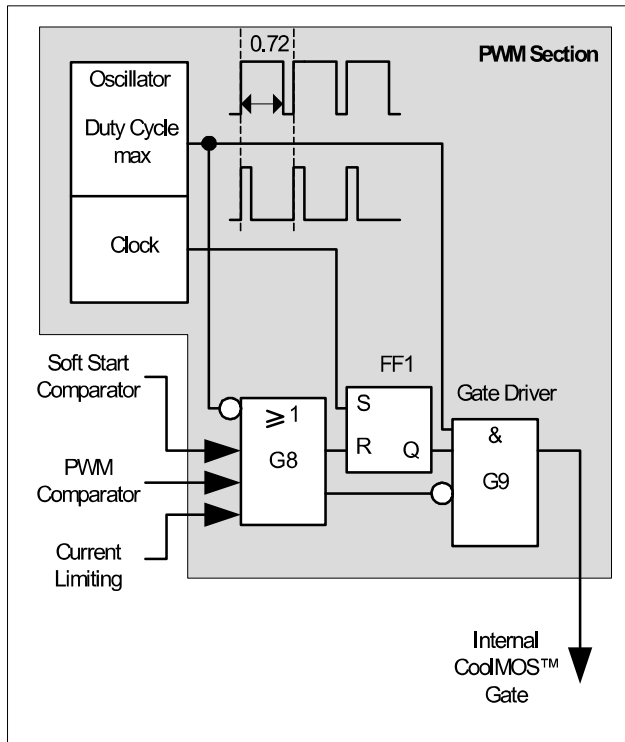 0.72
PWM Section
Oscillator
Duty Cycle
max
Clock
Soft Start
Comparator
PWM
Comparator
Current
Limiting
≥1
G8
FF1
S
R
Q
Gate Driver
&
G9
Internal
CoolMOS™
Gate